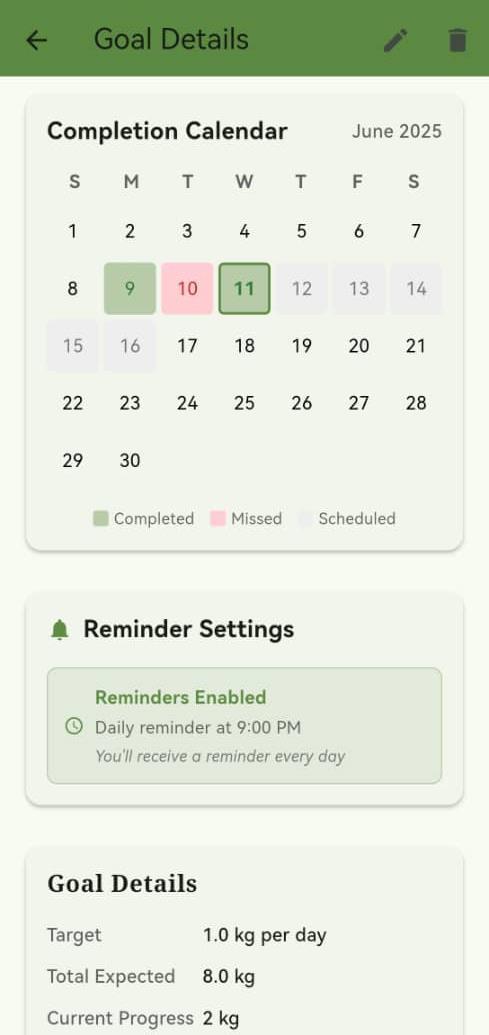 Goal Details
Completion Calendar June 2025
S M T W T F S
1 2 3 4 5 6 7
8 9 10 11 12 13 14
15 16 17 18 19 20 21
22 23 24 25 26 27 28
29 30
Completed Missed Scheduled
Reminder Settings
Reminders Enabled
Daily reminder at 9:00 PM
You'll receive a reminder every day
Goal Details
Target 1.0 kg per day
Total Expected 8.0 kg
Current Progress 2 kg